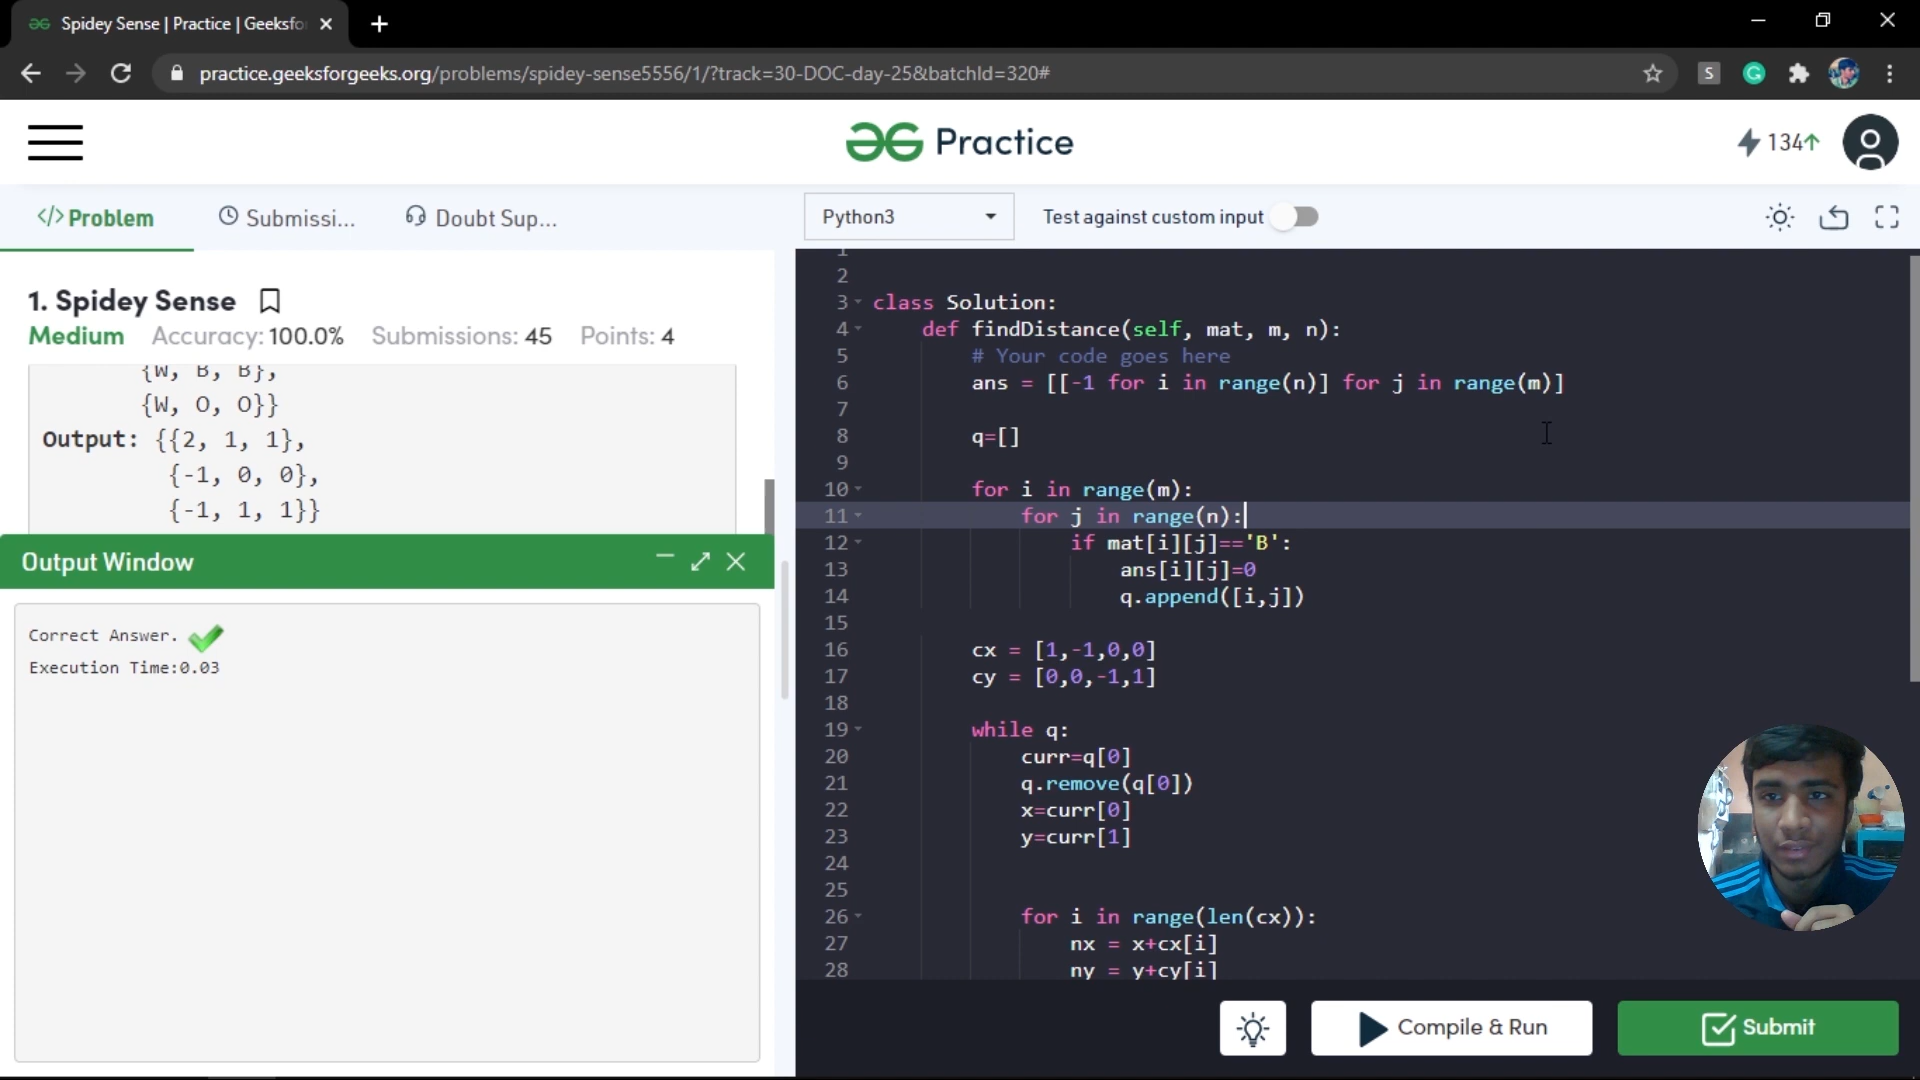 Spidey Sense | Practice | Geeksfo
practice.geeksforgeeks.org/problems/spidey-sense5556/1/?track=30-DOC-day-25&batchId=320#
S
G
Practice
134↑
</> Problem
Submissi...
Doubt Sup...
Python3
Test against custom input
1. Spidey Sense
Medium Accuracy: 100.0% Submissions: 45 Points: 4
{W, B, B},
{W, O, O}}
Output: {{2, 1, 1},
{-1, 0, 0},
{-1, 1, 1}}
Output Window
Correct Answer.
Execution Time:0.03
1
2
3 class Solution:
4 def findDistance(self, mat, m, n):
5 # Your code goes here
6 ans = [[-1 for i in range(n)] for j in range(m)]
7
8 q=[]
9
10 for i in range(m):
11 for j in range(n):
12 if mat[i][j]=='B':
13 ans[i][j]=0
14 q.append([i,j])
15
16 cx = [1,-1,0,0]
17 cy = [0,0,-1,1]
18
19 while q:
20 curr=q[0]
21 q.remove(q[0])
22 x=curr[0]
23 y=curr[1]
24
25
26 for i in range(len(cx)):
27 nx = x+cx[i]
28 ny = y+cy[i]
Compile & Run
Submit